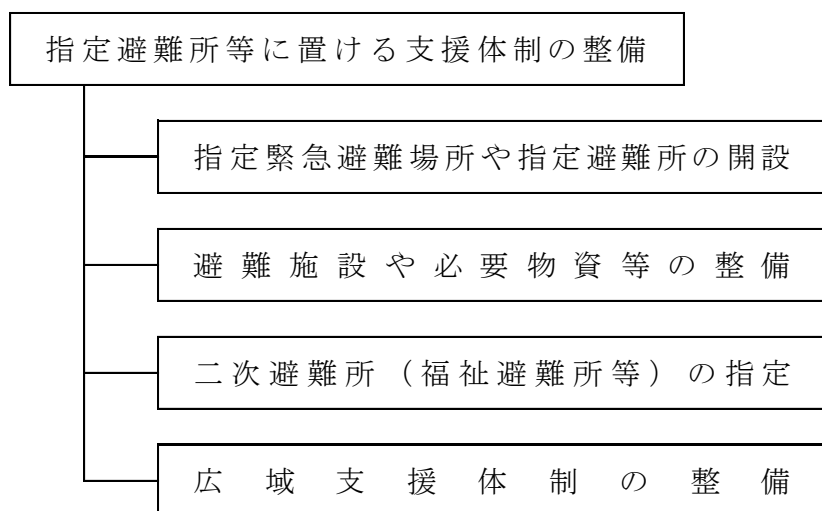 指定避難所等に置ける支援体制の整備
指定緊急避難場所や指定避難所の開設
避難施設や必要物資等の整備
二次避難所（福祉避難所等）の指定
広域支援体制の整備